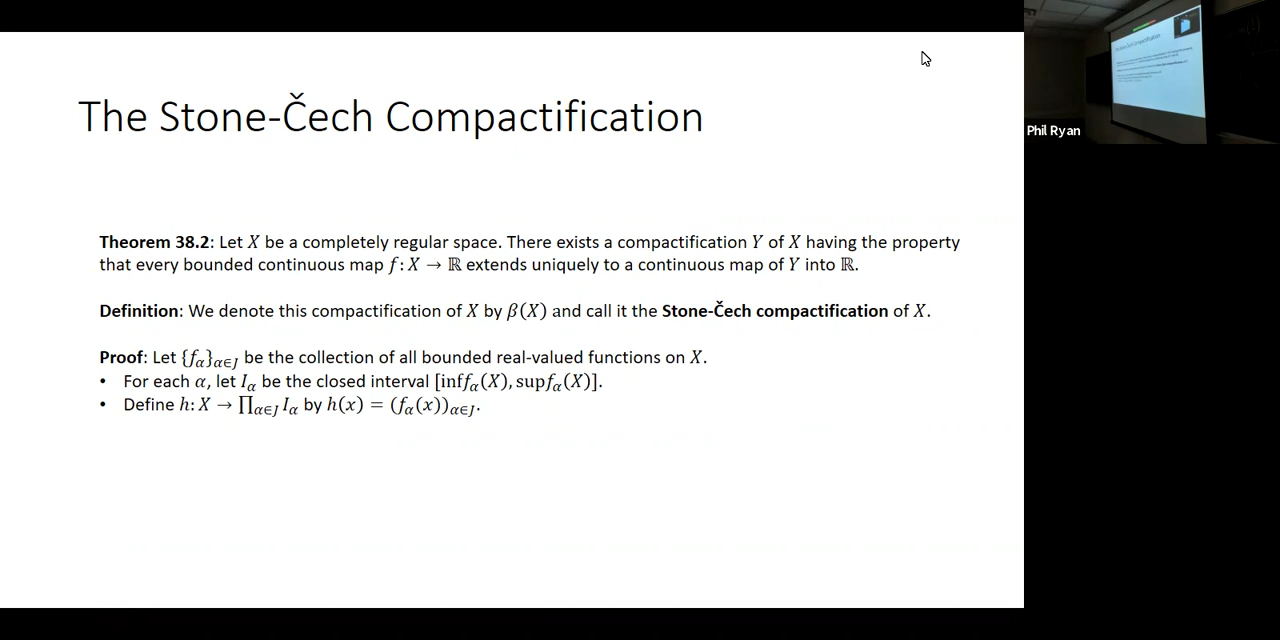 The Stone-Čech Compactification
Theorem 38.2: Let X be a completely regular space. There exists a compactification Y of X having the property
that every bounded continuous map f: X → ℝ extends uniquely to a continuous map of Y into ℝ.
Definition: We denote this compactification of X by β(X) and call it the Stone-Čech compactification of X.
Proof: Let {f_α}_{α∈J} be the collection of all bounded real-valued functions on X.
• For each α, let I_α be the closed interval [inf f_α(X), sup f_α(X)].
• Define h: X → ∏_{α∈J} I_α by h(x) = (f_α(x))_{α∈J}.
Phil Ryan